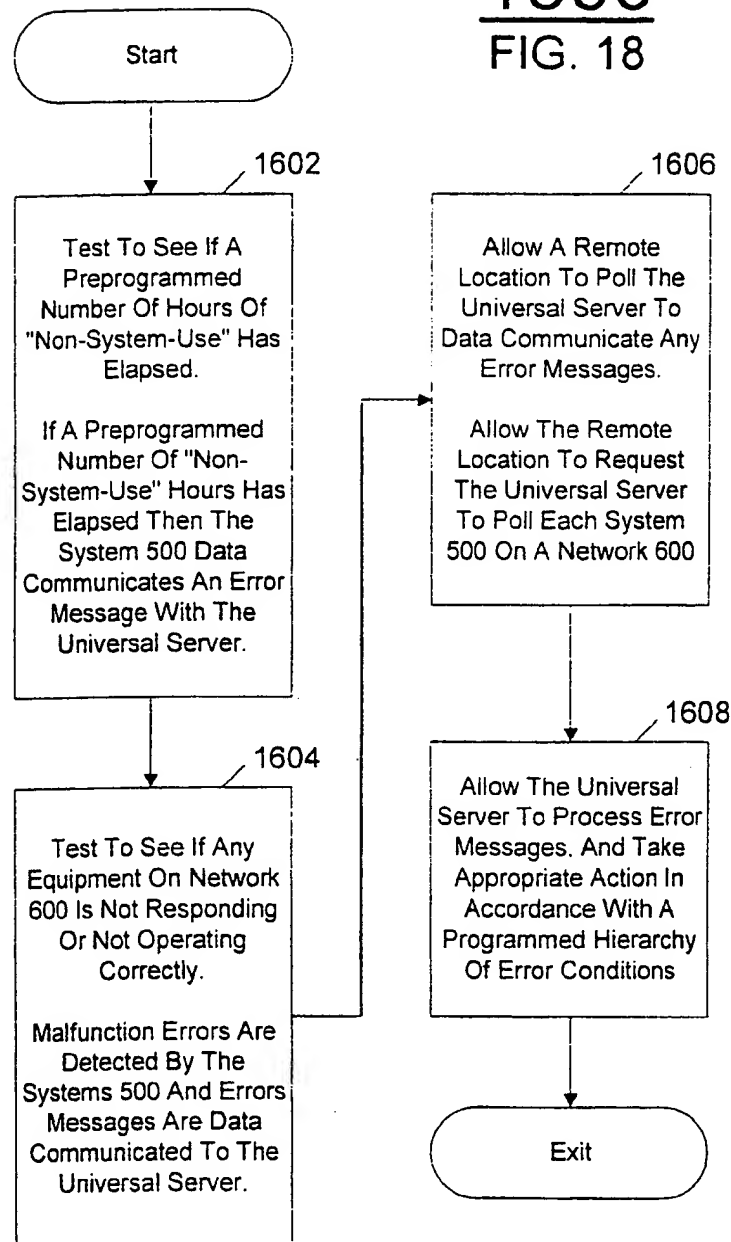 FIG. 18
Start
1602
Test To See If A
Preprogrammed
Number Of Hours Of
"Non-System-Use" Has
Elapsed.
If A Preprogrammed
Number Of "Non-
System-Use" Hours Has
Elapsed Then The
System 500 Data
Communicates An Error
Message With The
Universal Server.
1604
Test To See If Any
Equipment On Network
600 Is Not Responding
Or Not Operating
Correctly.
Malfunction Errors Are
Detected By The
Systems 500 And Errors
Messages Are Data
Communicated To The
Universal Server.
1606
Allow A Remote
Location To Poll The
Universal Server To
Data Communicate Any
Error Messages.
Allow The Remote
Location To Request
The Universal Server
To Poll Each System
500 On A Network 600
1608
Allow The Universal
Server To Process Error
Messages. And Take
Appropriate Action In
Accordance With A
Programmed Hierarchy
Of Error Conditions
Exit